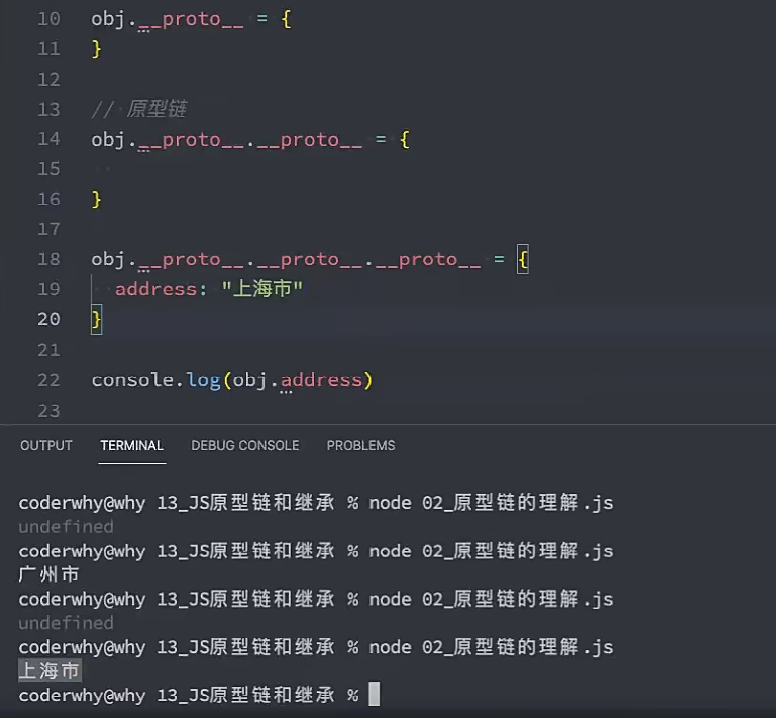 10 obj.__proto__ = {
11 }
12
13 // 原型链
14 obj.__proto__.__proto__ = {
15
16 }
17
18 obj.__proto__.__proto__.__proto__ = {
19   address: "上海市"
20 }
21
22 console.log(obj.address)
23
OUTPUT TERMINAL DEBUG CONSOLE PROBLEMS
coderwhy@why 13_JS原型链和继承 % node 02_原型链的理解.js
undefined
coderwhy@why 13_JS原型链和继承 % node 02_原型链的理解.js
广州市
coderwhy@why 13_JS原型链和继承 % node 02_原型链的理解.js
undefined
coderwhy@why 13_JS原型链和继承 % node 02_原型链的理解.js
上海市
coderwhy@why 13_JS原型链和继承 %